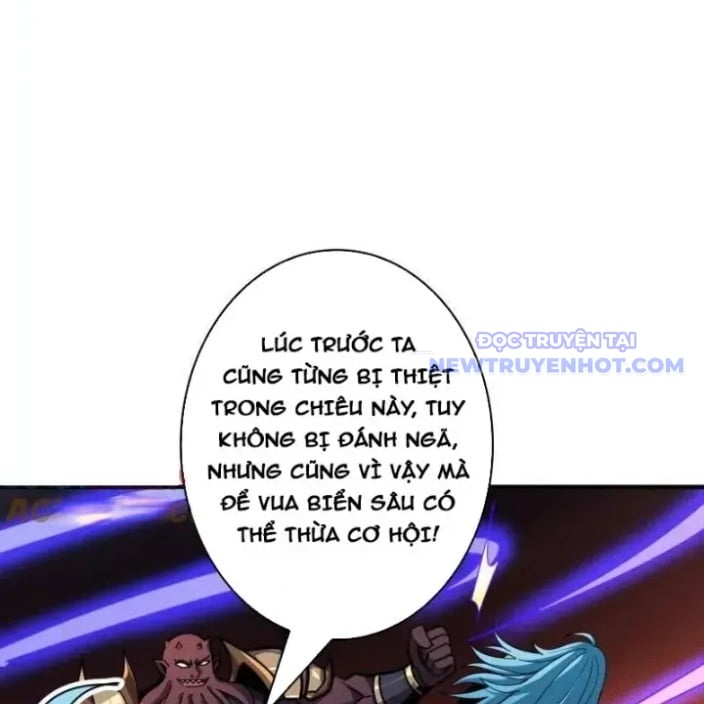 ĐỌC TRUYỆN TẠI
NEWTRUYENHOT.COM
LÚC TRƯỚC TA
CŨNG TỪNG BỊ THIỆT
TRONG CHIÊU NÀY, TUY
KHÔNG BỊ ĐÁNH NGÃ,
NHƯNG CŨNG VÌ VẬY MÀ
ĐỂ VUA BIỂN SÂU CÓ
THỂ THỪA CƠ HỘI!